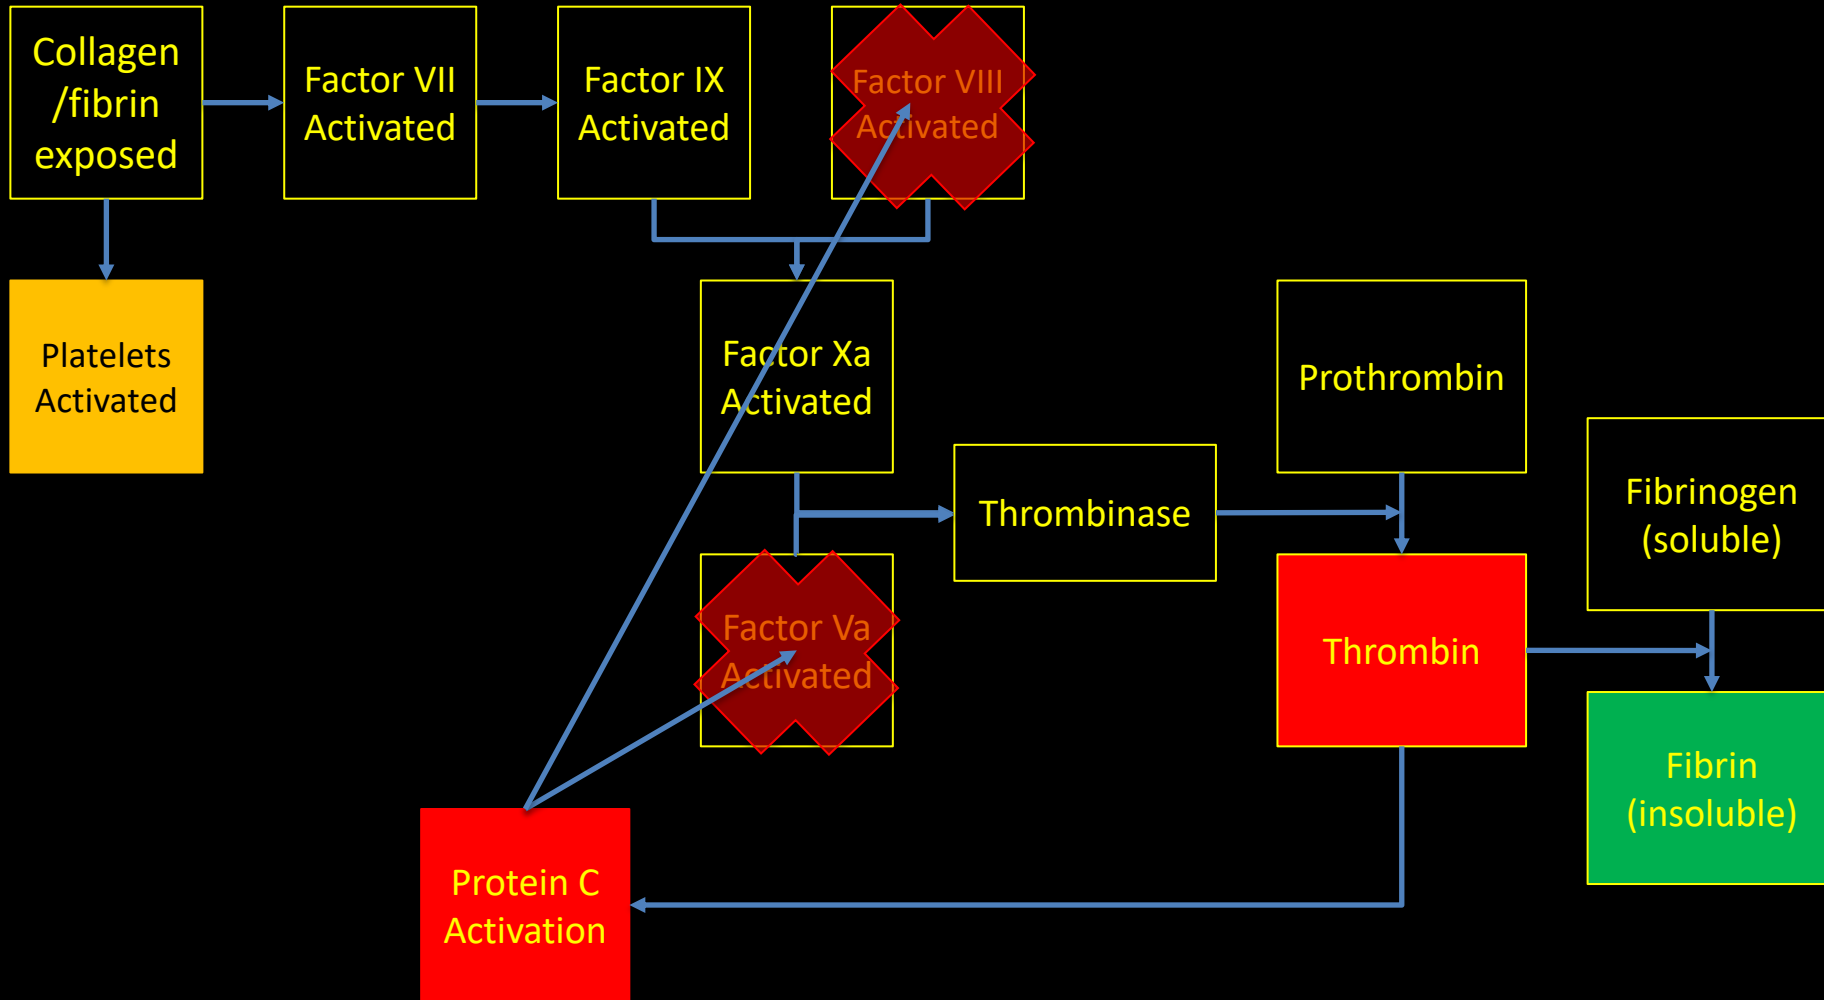 Collagen
/fibrin
exposed
Factor VII
Activated
Factor IX
Activated
Factor VIII
Activated
Platelets
Activated
Factor Xa
Activated
Prothrombin
Thrombinase
Fibrinogen
(soluble)
Factor Va
Activated
Thrombin
Fibrin
(insoluble)
Protein C
Activation